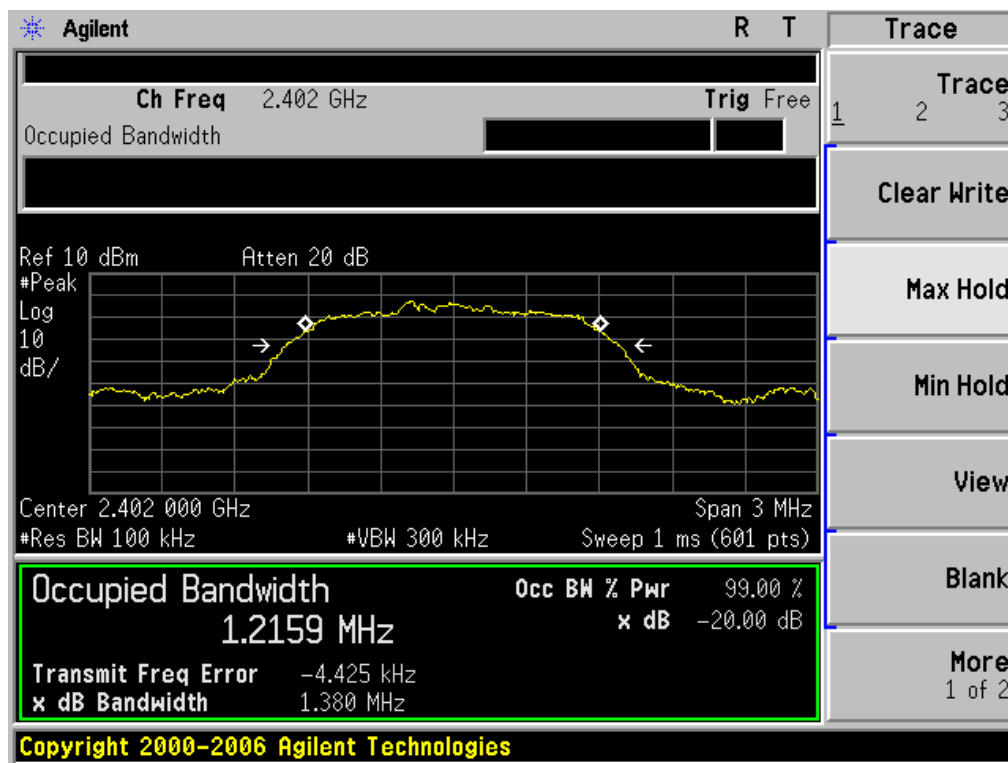 Agilent R T
Trace
Ch Freq 2.402 GHz Trig Free
Occupied Bandwidth
Ref 10 dBm Atten 20 dB
#Peak
Log
10
dB/
Center 2.402 000 GHz Span 3 MHz
#Res BW 100 kHz #VBW 300 kHz Sweep 1 ms (601 pts)
Occupied Bandwidth
1.2159 MHz
Occ BW % Pwr 99.00 %
x dB -20.00 dB
Transmit Freq Error -4.425 kHz
x dB Bandwidth 1.380 MHz
Copyright 2000-2006 Agilent Technologies
Trace
1 2 3
Clear Write
Max Hold
Min Hold
View
Blank
More
1 of 2